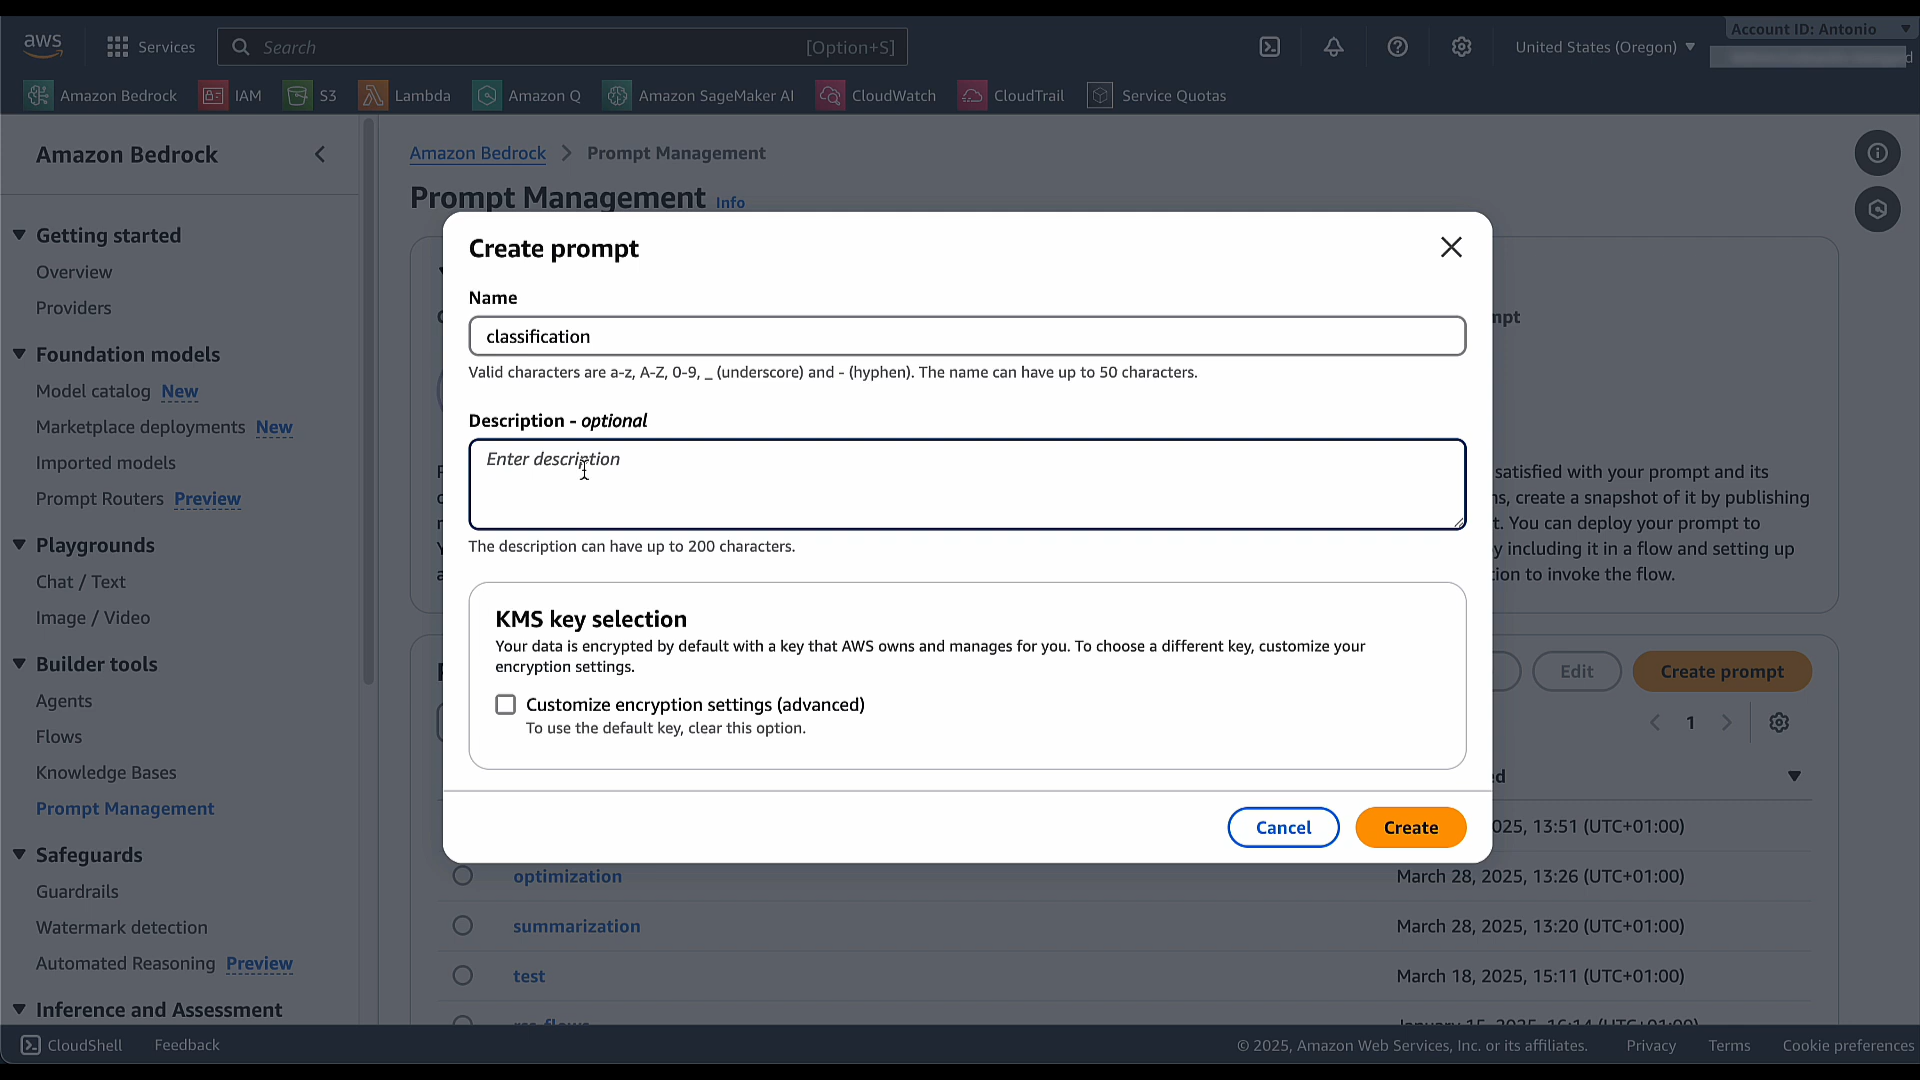 Account ID: Antonio
aws
Services
Search
[Option+S]
United States (Oregon)
Amazon Bedrock
IAM
S3
Lambda
Amazon Q
Amazon SageMaker AI
CloudWatch
CloudTrail
Service Quotas
Amazon Bedrock
Getting started
Overview
Providers
Foundation models
Model catalog New
Marketplace deployments New
Imported models
Prompt Routers Preview
Playgrounds
Chat / Text
Image / Video
Builder tools
Agents
Flows
Knowledge Bases
Prompt Management
Safeguards
Guardrails
Watermark detection
Automated Reasoning Preview
Inference and Assessment
Amazon Bedrock > Prompt Management
Prompt Management Info
Create prompt
Name
classification
Valid characters are a-z, A-Z, 0-9, _ (underscore) and - (hyphen). The name can have up to 50 characters.
Description - optional
Enter description
The description can have up to 200 characters.
KMS key selection
Your data is encrypted by default with a key that AWS owns and manages for you. To choose a different key, customize your
encryption settings.
Customize encryption settings (advanced)
To use the default key, clear this option.
Cancel
Create
satisfied with your prompt and its
create a snapshot of it by publishing
You can deploy your prompt to
including it in a flow and setting up
to invoke the flow.
Edit
Create prompt
1
2025, 13:51 (UTC+01:00)
optimization
March 28, 2025, 13:26 (UTC+01:00)
summarization
March 28, 2025, 13:20 (UTC+01:00)
test
March 18, 2025, 15:11 (UTC+01:00)
CloudShell
Feedback
© 2025, Amazon Web Services, Inc. or its affiliates.
Privacy
Terms
Cookie preferences